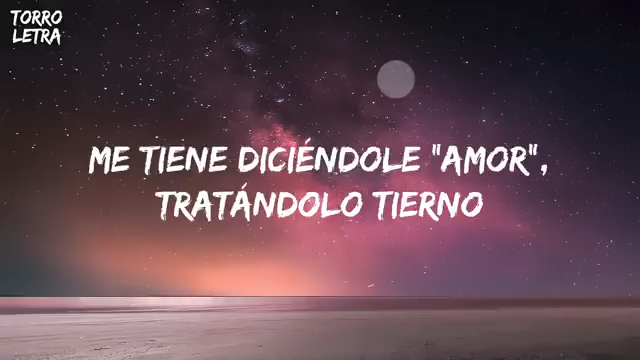 TORRO
LETRA
ME TIENE DICIÉNDOLE "AMOR",
TRATÁNDOLO TIERNO